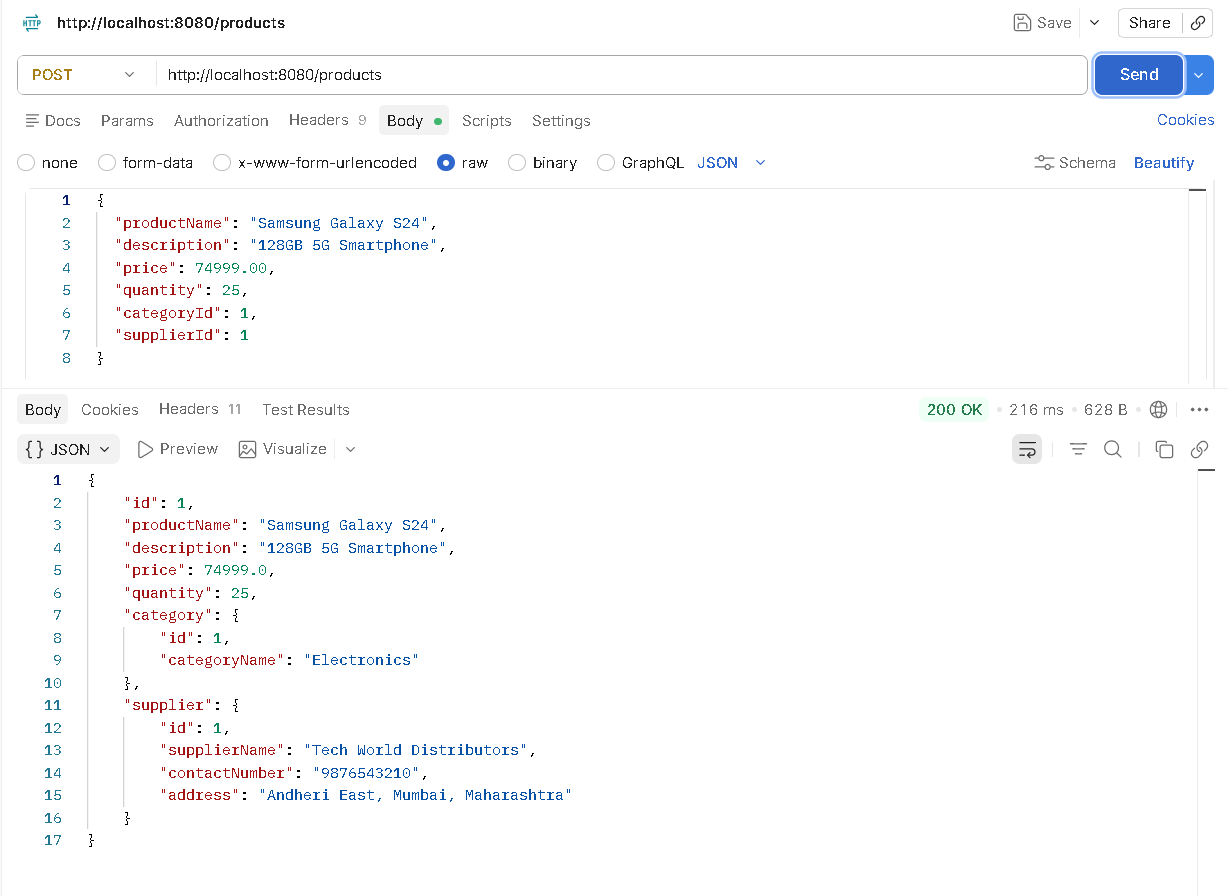 HTTP http://localhost:8080/products Save Share
POST http://localhost:8080/products Send
Docs Params Authorization Headers 9 Body Scripts Settings Cookies
none form-data x-www-form-urlencoded raw binary GraphQL JSON Schema Beautify
1 {
2 "productName": "Samsung Galaxy S24",
3 "description": "128GB 5G Smartphone",
4 "price": 74999.00,
5 "quantity": 25,
6 "categoryId": 1,
7 "supplierId": 1
8 }
Body Cookies Headers 11 Test Results 200 OK • 216 ms • 628 B •
{} JSON Preview Visualize
1 {
2 "id": 1,
3 "productName": "Samsung Galaxy S24",
4 "description": "128GB 5G Smartphone",
5 "price": 74999.0,
6 "quantity": 25,
7 "category": {
8 "id": 1,
9 "categoryName": "Electronics"
10 },
11 "supplier": {
12 "id": 1,
13 "supplierName": "Tech World Distributors",
14 "contactNumber": "9876543210",
15 "address": "Andheri East, Mumbai, Maharashtra"
16 }
17 }